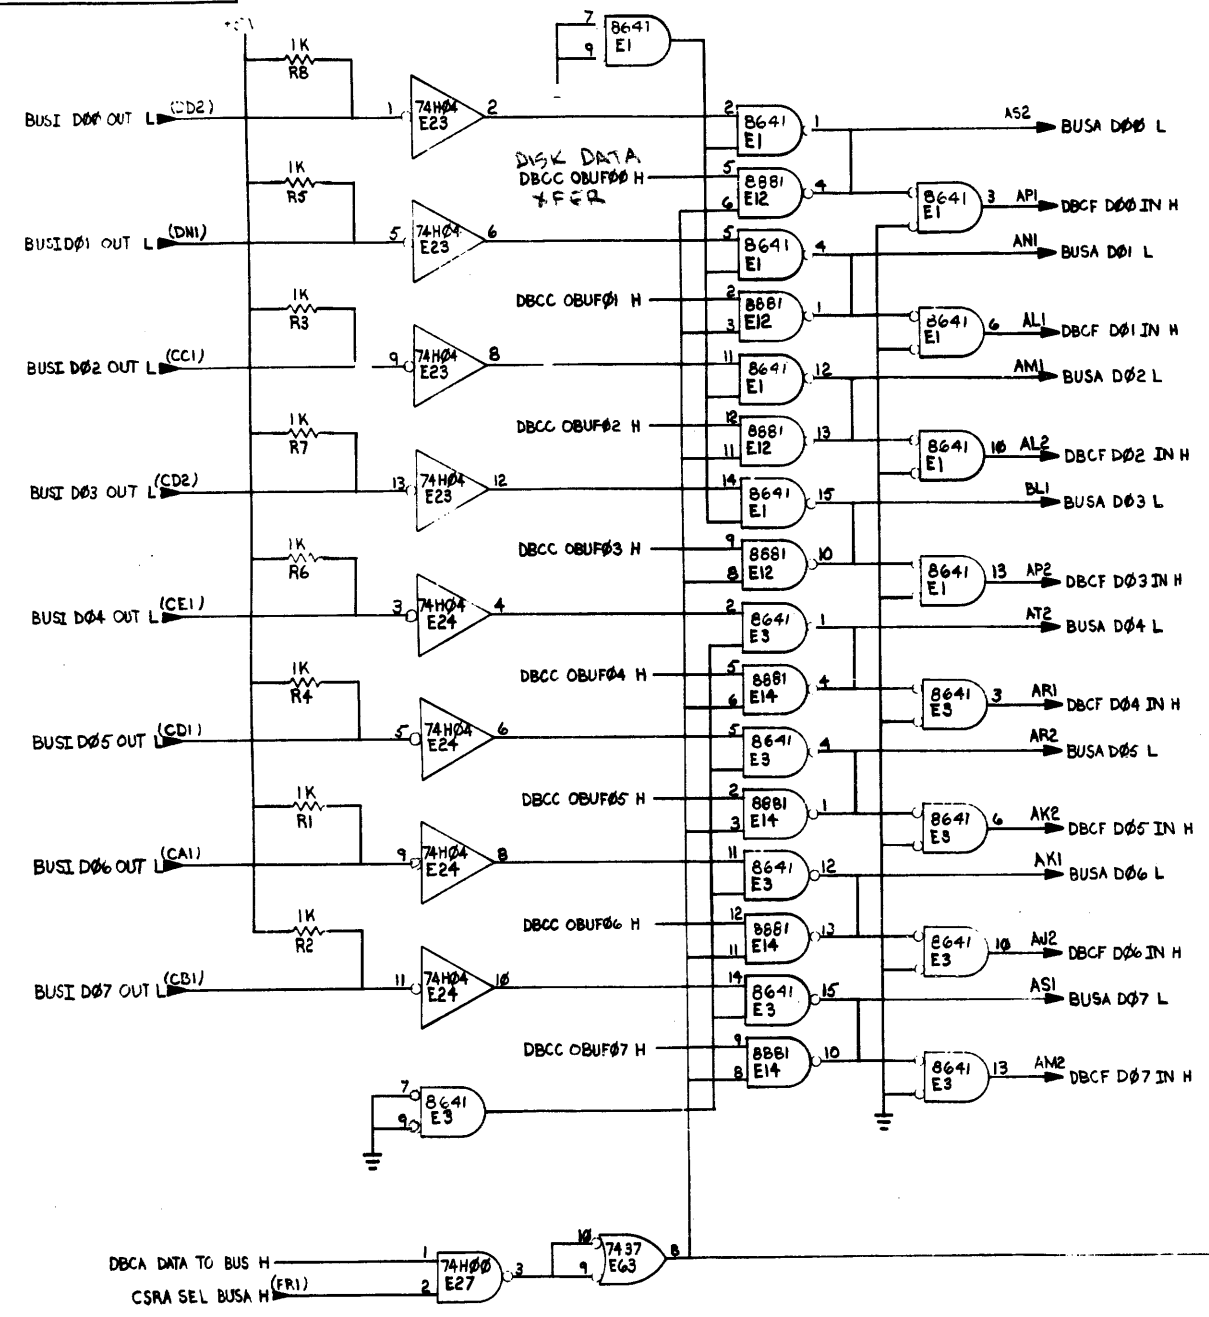 1K
R8
7
9
8641
E1
BUSI DØØ OUT L
1
74HØ4
E23
2
2
8641
E1
1
AS2
BUSA DØØ L
DISK DATA
DBCC OBUFØØ H
XFER
5
6
8881
E12
4
8641
E1
3
AP1
DBCF DØØ IN H
1K
R5
BUSI DØ1 OUT L
(DN1)
5
74HØ4
E23
6
5
8641
E1
4
AN1
BUSA DØ1 L
DBCC OBUFØ1 H
2
3
8881
E12
1
8641
E1
6
AL1
DBCF DØ1 IN H
1K
R3
BUSI DØ2 OUT L
(CC1)
9
74HØ4
E23
8
11
8641
E1
12
AM1
BUSA DØ2 L
DBCC OBUFØ2 H
12
11
8881
E12
13
8641
E1
1Ø
AL2
DBCF DØ2 IN H
1K
R7
BUSI DØ3 OUT L
(CD2)
13
74HØ4
E23
12
14
8641
E1
15
BL1
BUSA DØ3 L
DBCC OBUFØ3 H
9
8
8881
E12
1Ø
8641
E1
13
AP2
DBCF DØ3 IN H
1K
R6
BUSI DØ4 OUT L
(CE1)
3
74HØ4
E24
4
2
8641
E3
1
AT2
BUSA DØ4 L
DBCC OBUFØ4 H
5
6
8881
E14
4
8641
E3
3
AR1
DBCF DØ4 IN H
1K
R4
BUSI DØ5 OUT L
(CD1)
5
74HØ4
E24
6
5
8641
E3
4
AR2
BUSA DØ5 L
DBCC OBUFØ5 H
2
3
8881
E14
1
8641
E3
6
AK2
DBCF DØ5 IN H
1K
R1
BUSI DØ6 OUT L
(CA1)
9
74HØ4
E24
8
11
8641
E3
12
AK1
BUSA DØ6 L
DBCC OBUFØ6 H
12
11
8881
E14
13
8641
E3
1Ø
AJ2
DBCF DØ6 IN H
1K
R2
BUSI DØ7 OUT L
(CB1)
11
74HØ4
E24
1Ø
14
8641
E3
15
AS1
BUSA DØ7 L
DBCC OBUFØ7 H
9
8
8881
E14
1Ø
8641
E3
13
AM2
DBCF DØ7 IN H
7
9
8641
E3
DBCA DATA TO BUS H
1
CSRA SEL BUSA H
(FR1)
2
74HØØ
E27
3
1Ø
9
7437
E63
8